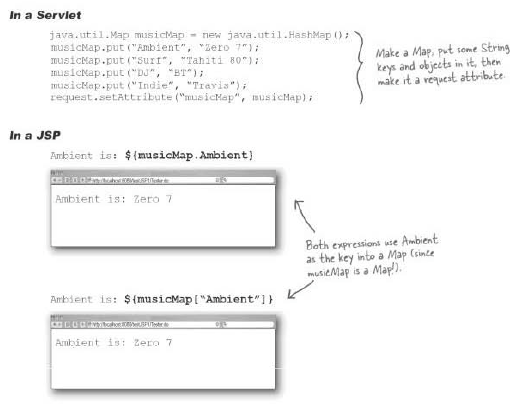 In a Servlet
java.util.Map musicMap = new java.util.HashMap();
musicMap.put("Ambient", "Zero 7");
musicMap.put("Surf", "Tahiti 80");
musicMap.put("DJ", "BT");
musicMap.put("Indie", "Travis");
request.setAttribute("musicMap", musicMap);
Make a Map, put some String
keys and objects in it, then
make it a request attribute.
In a JSP
Ambient is: ${musicMap.Ambient}
Ambient is: Zero 7
Both expressions use Ambient
as the key into a Map (since
musicMap is a Map!).
Ambient is: ${musicMap["Ambient"]}
Ambient is: Zero 7